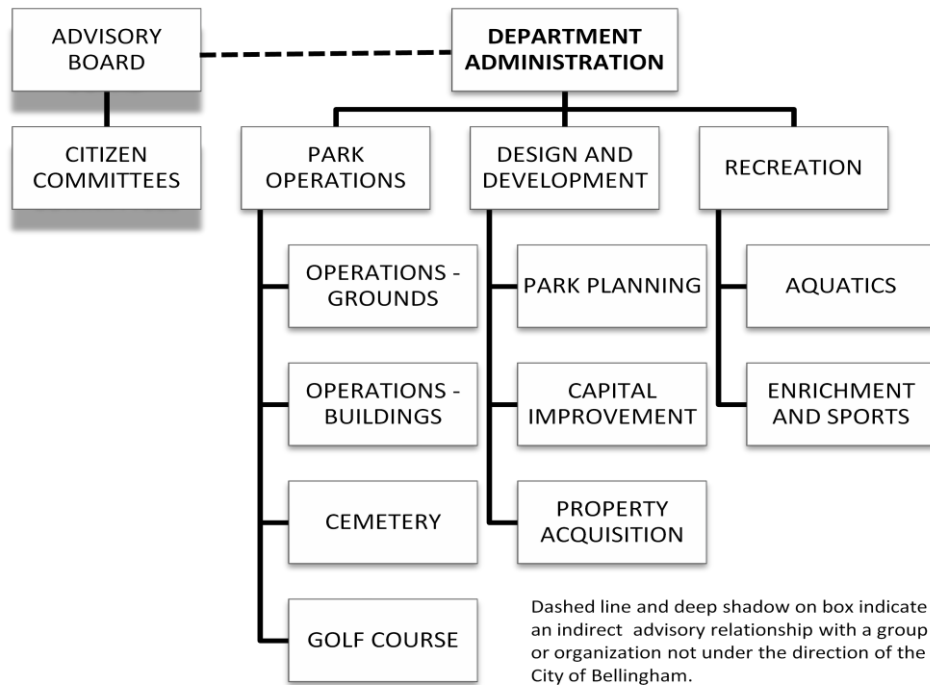 ADVISORY
BOARD
DEPARTMENT
ADMINISTRATION
CITIZEN
COMMITTEES
PARK
OPERATIONS
DESIGN AND
DEVELOPMENT
RECREATION
OPERATIONS -
GROUNDS
PARK PLANNING
AQUATICS
OPERATIONS -
BUILDINGS
CAPITAL
IMPROVEMENT
ENRICHMENT
AND SPORTS
CEMETERY
PROPERTY
ACQUISITION
GOLF COURSE
Dashed line and deep shadow on box indicate
an indirect advisory relationship with a group
or organization not under the direction of the
City of Bellingham.